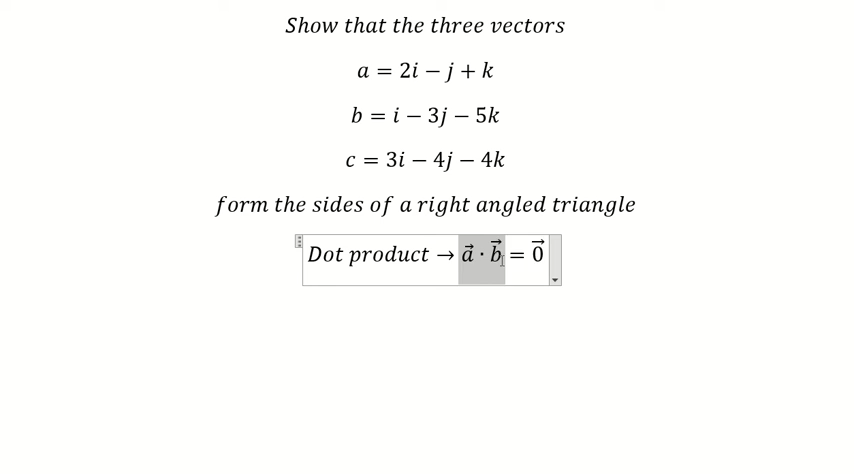 Show that the three vectors
a = 2i − j + k
b = i − 3j − 5k
c = 3i − 4j − 4k
form the sides of a right angled triangle
Dot product → a⃗ · b⃗ = 0⃗